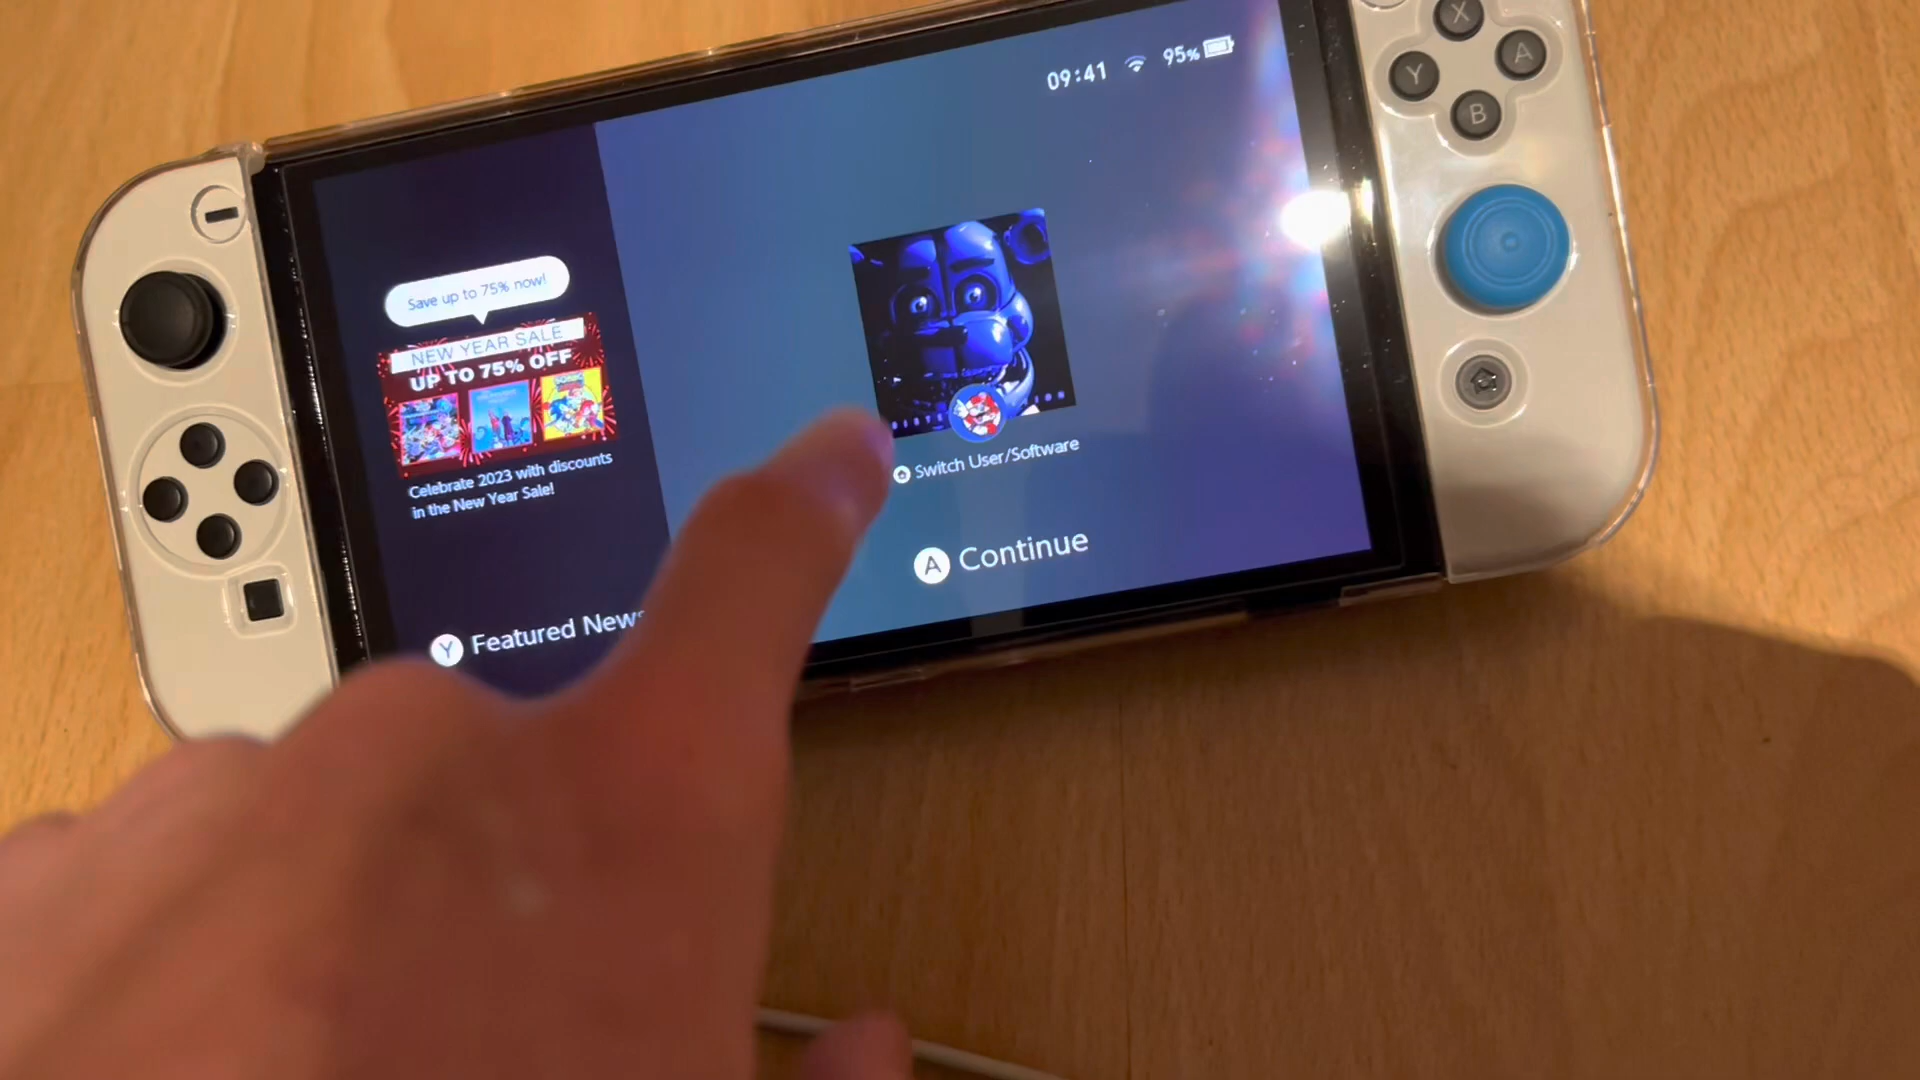 09:41 95%
Save up to 75% now!
NEW YEAR SALE
UP TO 75% OFF
Celebrate 2023 with discounts
in the New Year Sale!
Y Featured News
Switch User/Software
A Continue
X
Y
A
B